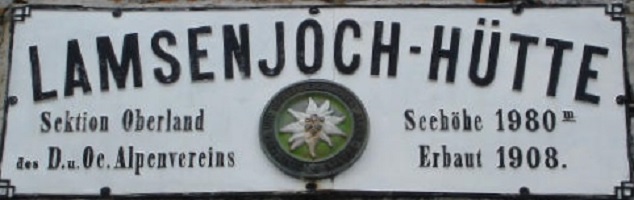 LAMSENJOCH-HÜTTE
Sektion Oberland
des D.u.Oe.Alpenvereins
Seehöhe 1980 m
Erbaut 1908.